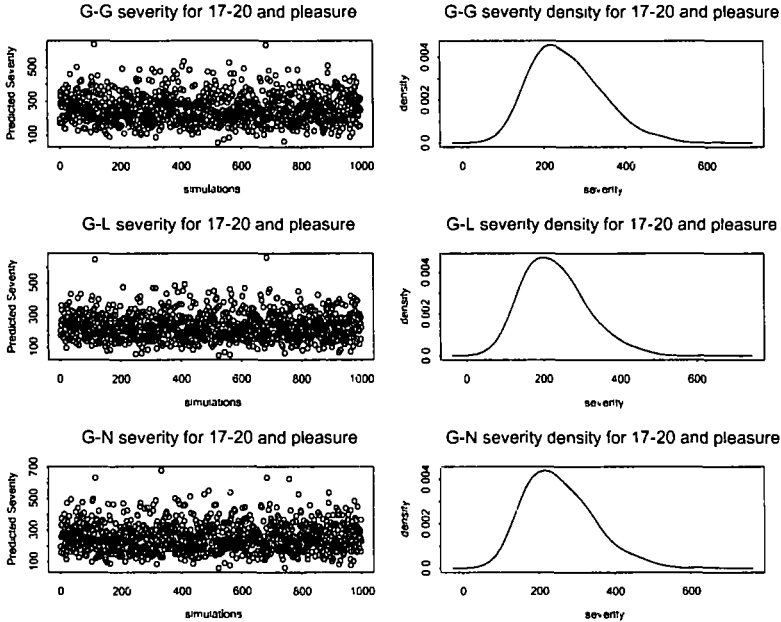 G-G severity for 17-20 and pleasure
Predicted Severity
500
300
100
0 200 400 600 800 1000
simulations
G-G severity density for 17-20 and pleasure
density
0.004
0.002
0.0
0 200 400 600
severity
G-L severity for 17-20 and pleasure
Predicted Severity
500
300
100
0 200 400 600 800 1000
simulations
G-L severity density for 17-20 and pleasure
density
0.004
0.002
0.0
0 200 400 600
severity
G-N severity for 17-20 and pleasure
Predicted Severity
700
500
300
100
0 200 400 600 800 1000
simulations
G-N severity density for 17-20 and pleasure
density
0.004
0.002
0.0
0 200 400 600
severity